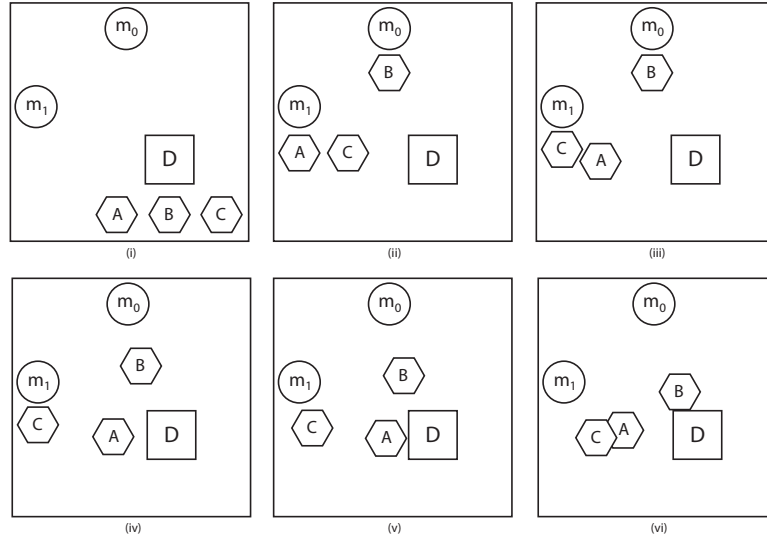 m0
m1
D
A B C
(i)
m0
B
m1
A C D
(ii)
m0
B
m1
C A D
(iii)
m0
B
m1
C A D
(iv)
m0
B
m1
C A D
(v)
m0
m1
B
C A D
(vi)